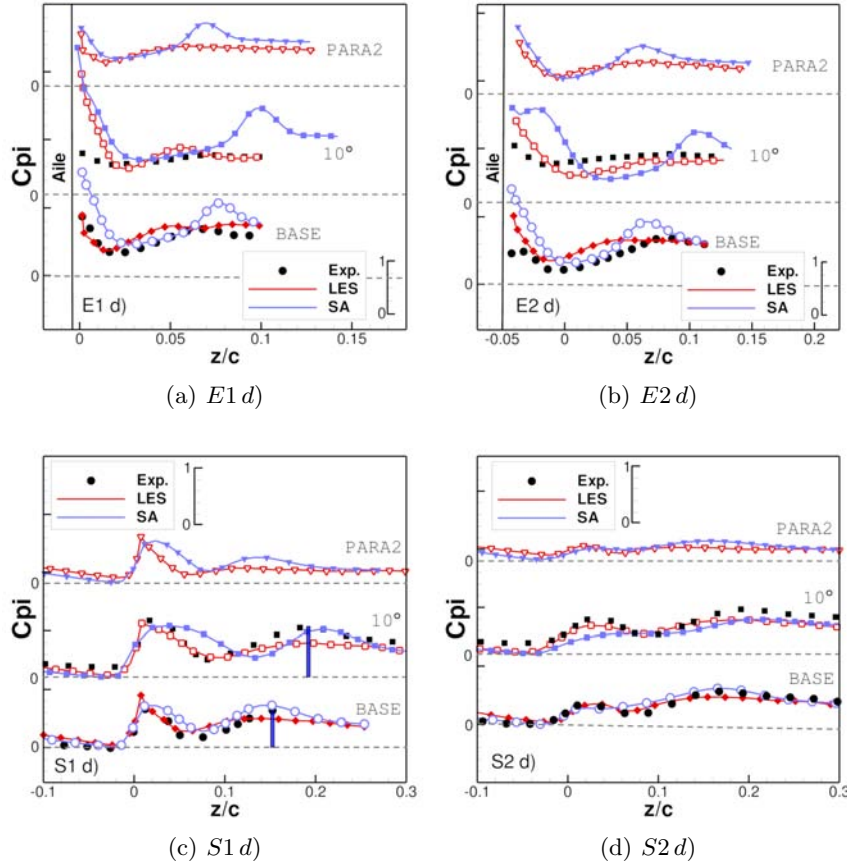 PARA2
0
10°
0
BASE
0
Cpi
Aile
Exp.
LES
SA
1
0
E1 d)
0 0.05 0.1 0.15
z/c
(a) E1 d)
PARA2
0
10°
0
BASE
0
Cpi
Aile
Exp.
LES
SA
1
0
E2 d)
-0.05 0 0.05 0.1 0.15 0.2
z/c
(b) E2 d)
Exp.
LES
SA
1
0
PARA2
0
Cpi
10°
0
BASE
0
S1 d)
-0.1 0 0.1 0.2 0.3
z/c
(c) S1 d)
Exp.
LES
SA
1
0
PARA2
0
Cpi
10°
0
BASE
0
S2 d)
-0.1 0 0.1 0.2 0.3
z/c
(d) S2 d)